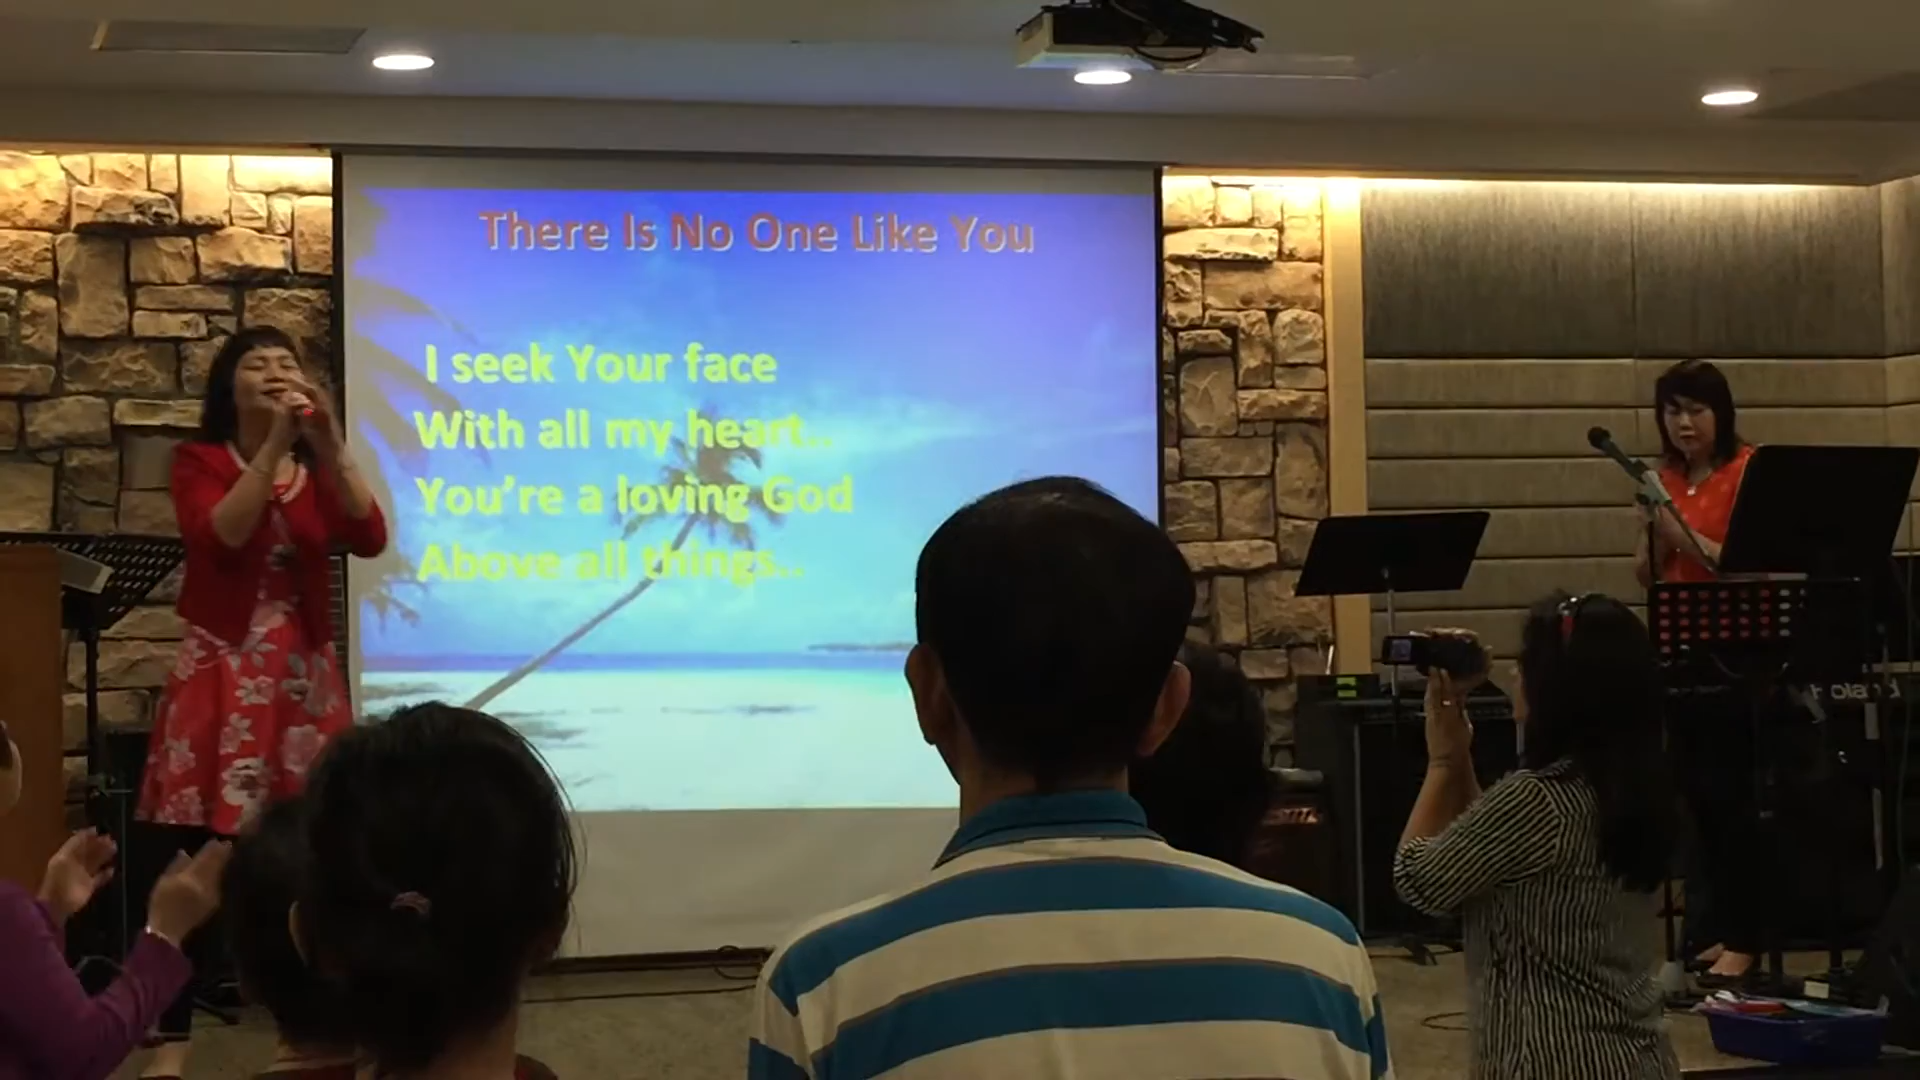 There Is No One Like You
I seek Your face
With all my heart..
You're a loving God
Above all things..
Roland